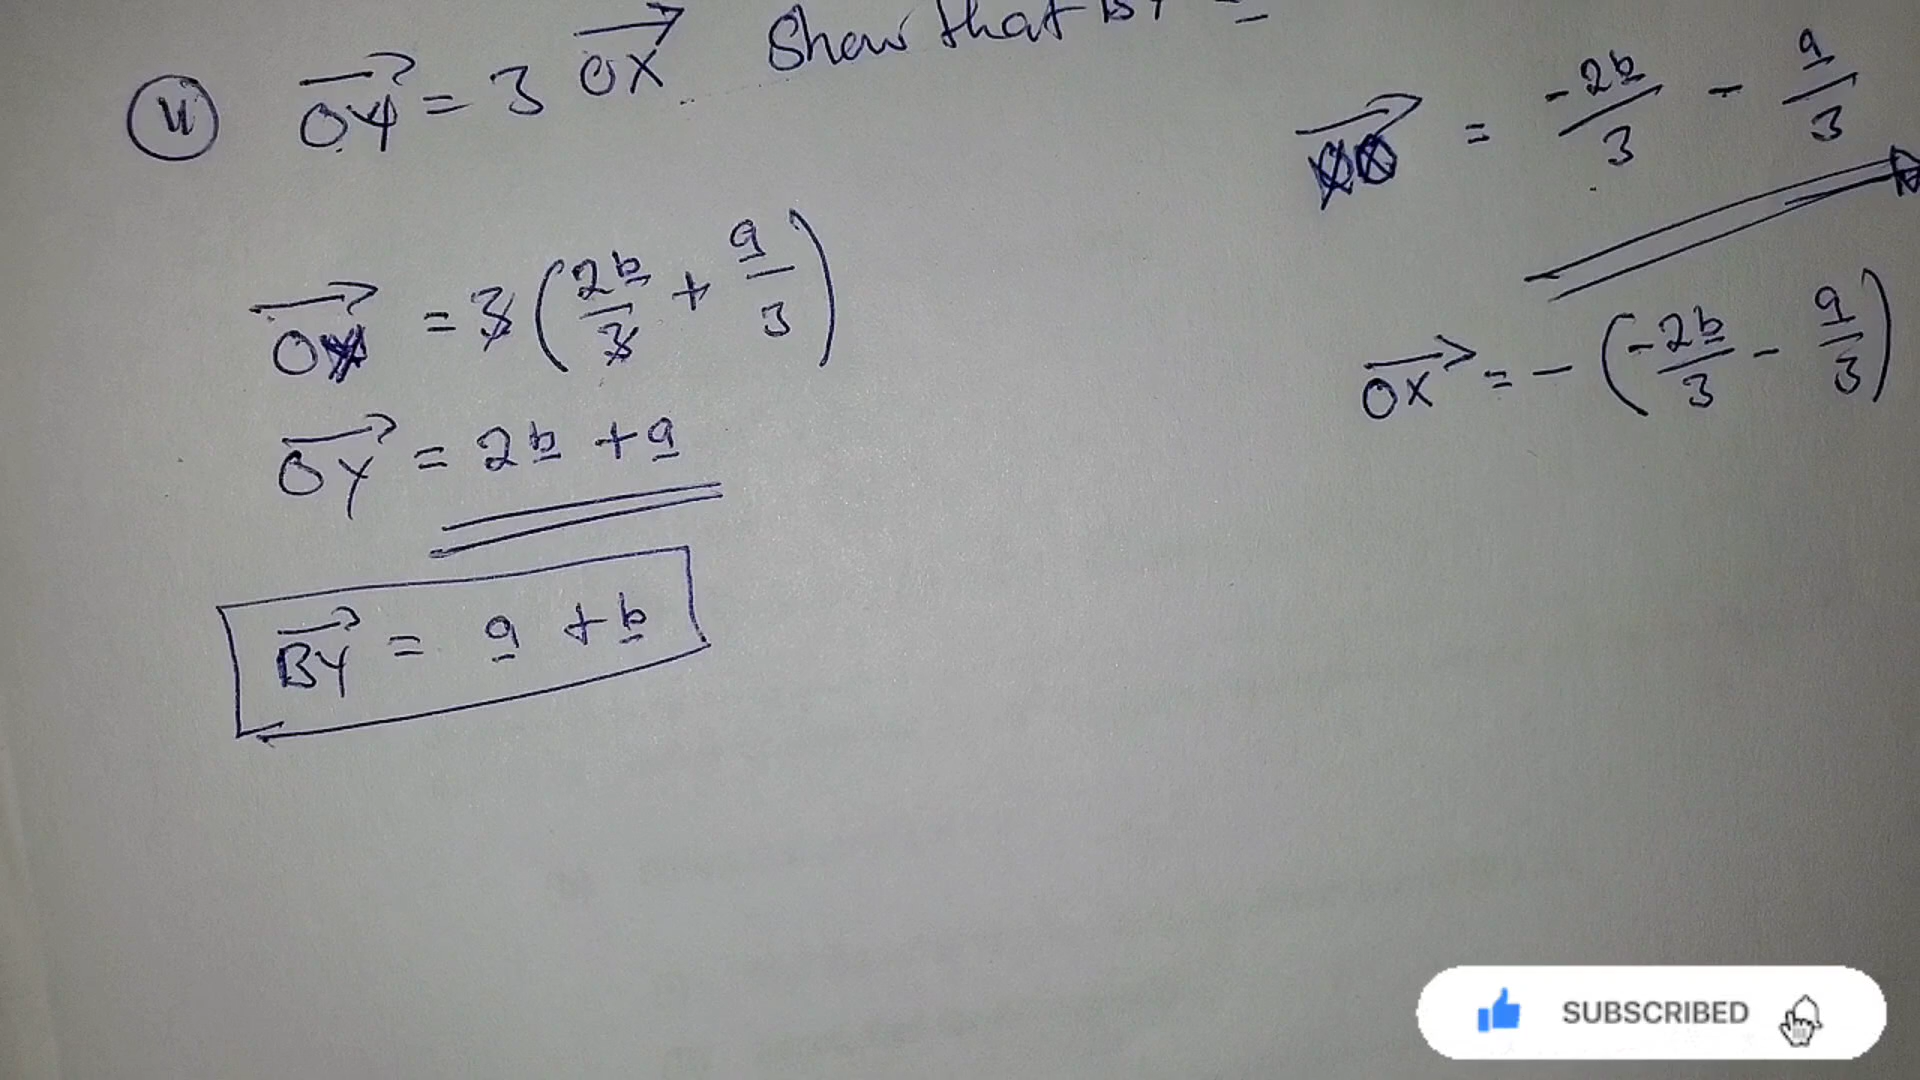 (ii) OY = 3 OX Show that BY =
OY = 3 ( 2b/3 + a/3 )
OY = 2b + a
BY = a + b
= -2b/3 - a/3
OX = - ( -2b/3 - a/3 )
SUBSCRIBED